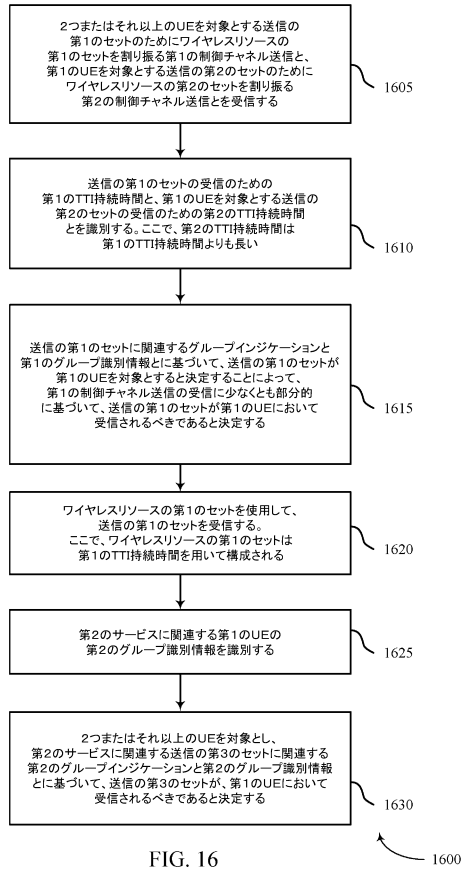 2つまたはそれ以上のUEを対象とする送信の
第1のセットのためにワイヤレスリソースの
第1のセットを割り振る第1の制御チャネル送信と、
第1のUEを対象とする送信の第2のセットのために
ワイヤレスリソースの第2のセットを割り振る
第2の制御チャネル送信とを受信する
1605
送信の第1のセットの受信のための
第1のTTI持続時間と、第1のUEを対象とする送信の
第2のセットの受信のための第2のTTI持続時間
とを識別する。ここで、第2のTTI持続時間は
第1のTTI持続時間よりも長い
1610
送信の第1のセットに関連するグループインジケーションと
第1のグループ識別情報とに基づいて、送信の第1のセットが
第1のUEを対象とすると決定することによって、
第1の制御チャネル送信の受信に少なくとも部分的
に基づいて、送信の第1のセットが第1のUEにおいて
受信されるべきであると決定する
1615
ワイヤレスリソースの第1のセットを使用して、
送信の第1のセットを受信する。
ここで、ワイヤレスリソースの第1のセットは
第1のTTI持続時間を用いて構成される
1620
第2のサービスに関連する第1のUEの
第2のグループ識別情報を識別する
1625
2つまたはそれ以上のUEを対象とし、
第2のサービスに関連する送信の第3のセットに関連する
第2のグループインジケーションと第2のグループ識別情報
とに基づいて、送信の第3のセットが、第1のUEにおいて
受信されるべきであると決定する
1630
1600
FIG. 16